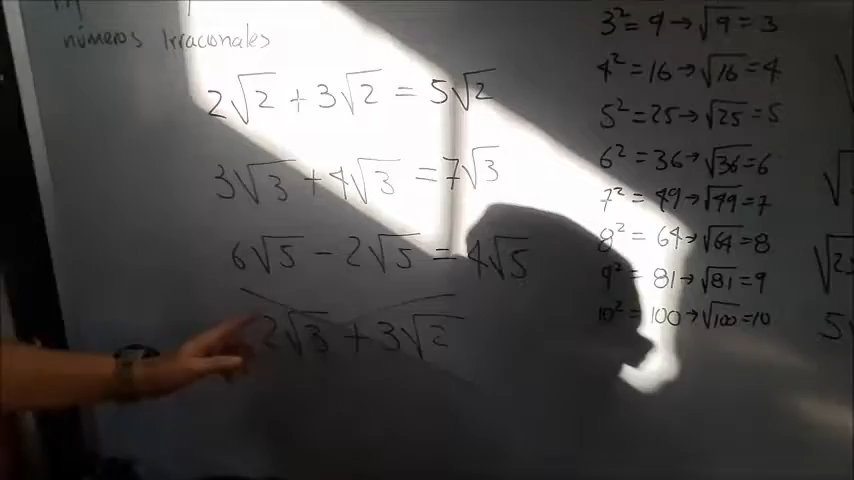 números Irracionales
2√2 + 3√2 = 5√2
3√3 + 4√3 = 7√3
6√5 - 2√5 = 4√5
2√3 + 3√2
3² = 9 → √9 = 3
4² = 16 → √16 = 4
5² = 25 → √25 = 5
6² = 36 → √36 = 6
7² = 49 → √49 = 7
8² = 64 → √64 = 8
9² = 81 → √81 = 9
10² = 100 → √100 = 10